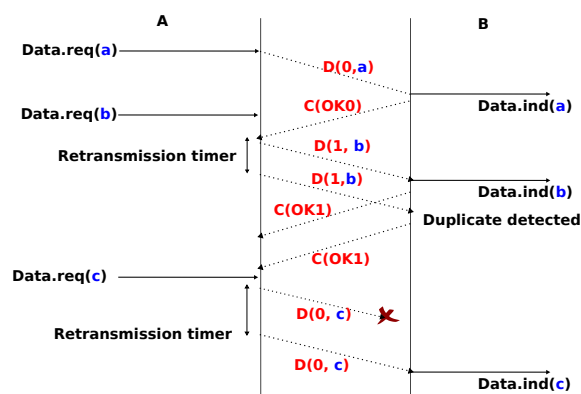 A
B
Data.req(a)
D(0,a)
C(OK0)
Data.ind(a)
Data.req(b)
Retransmission timer
D(1, b)
D(1,b)
Data.ind(b)
C(OK1)
Duplicate detected
C(OK1)
Data.req(c)
D(0, c)
Retransmission timer
D(0, c)
Data.ind(c)